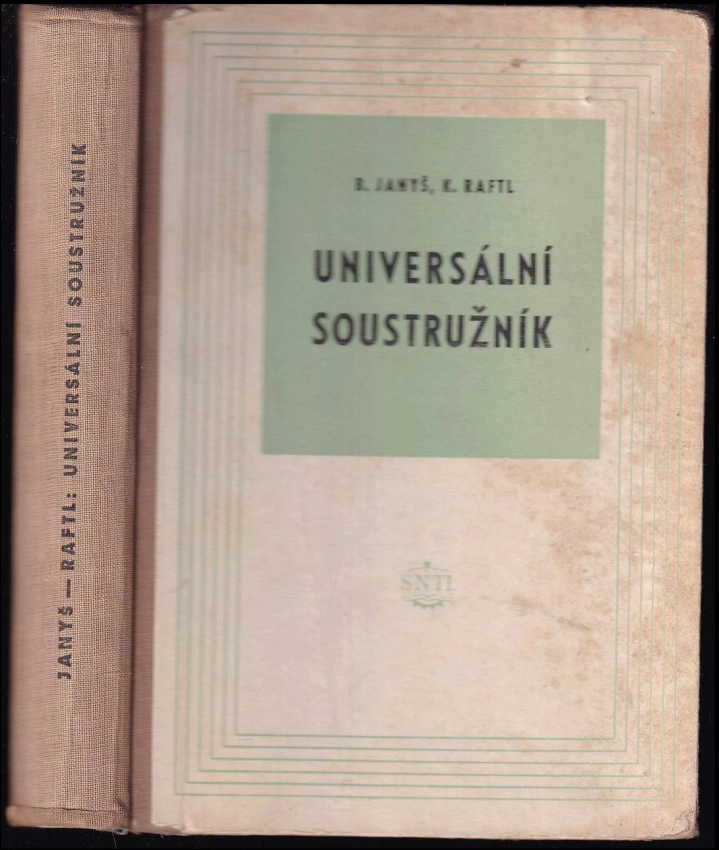 JANYŠ — RAFTL: UNIVERSÁLNÍ SOUSTRUŽNÍK
B. JANYŠ, K. RAFTL
UNIVERSÁLNÍ
SOUSTRUŽNÍK
SNTL